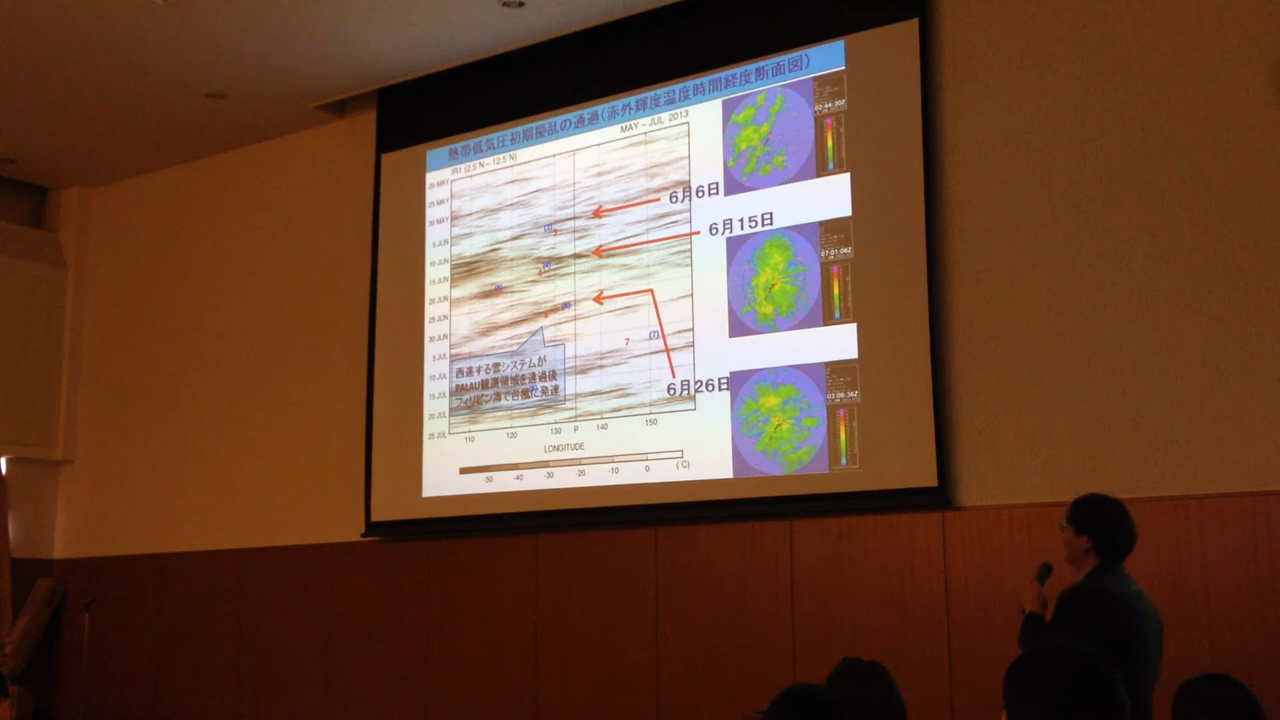 熱帯低気圧初期擾乱の通過(赤外輝度温度時間経度断面図)
IR1 (2.5°N−12.5°N)
MAY − JUL 2013
20 MAY
25 MAY
30 MAY
5 JUN
10 JUN
15 JUN
20 JUN
25 JUN
30 JUN
5 JUL
10 JUL
15 JUL
20 JUL
25 JUL
6月6日
6月15日
6月26日
(7)
7
西進する雲システムが
PALAU観測領域を通過後
フィリピン海で台風に発達
110 120 130 P 140 150
LONGITUDE
-50 -40 -30 -20 -10 0 (°C)